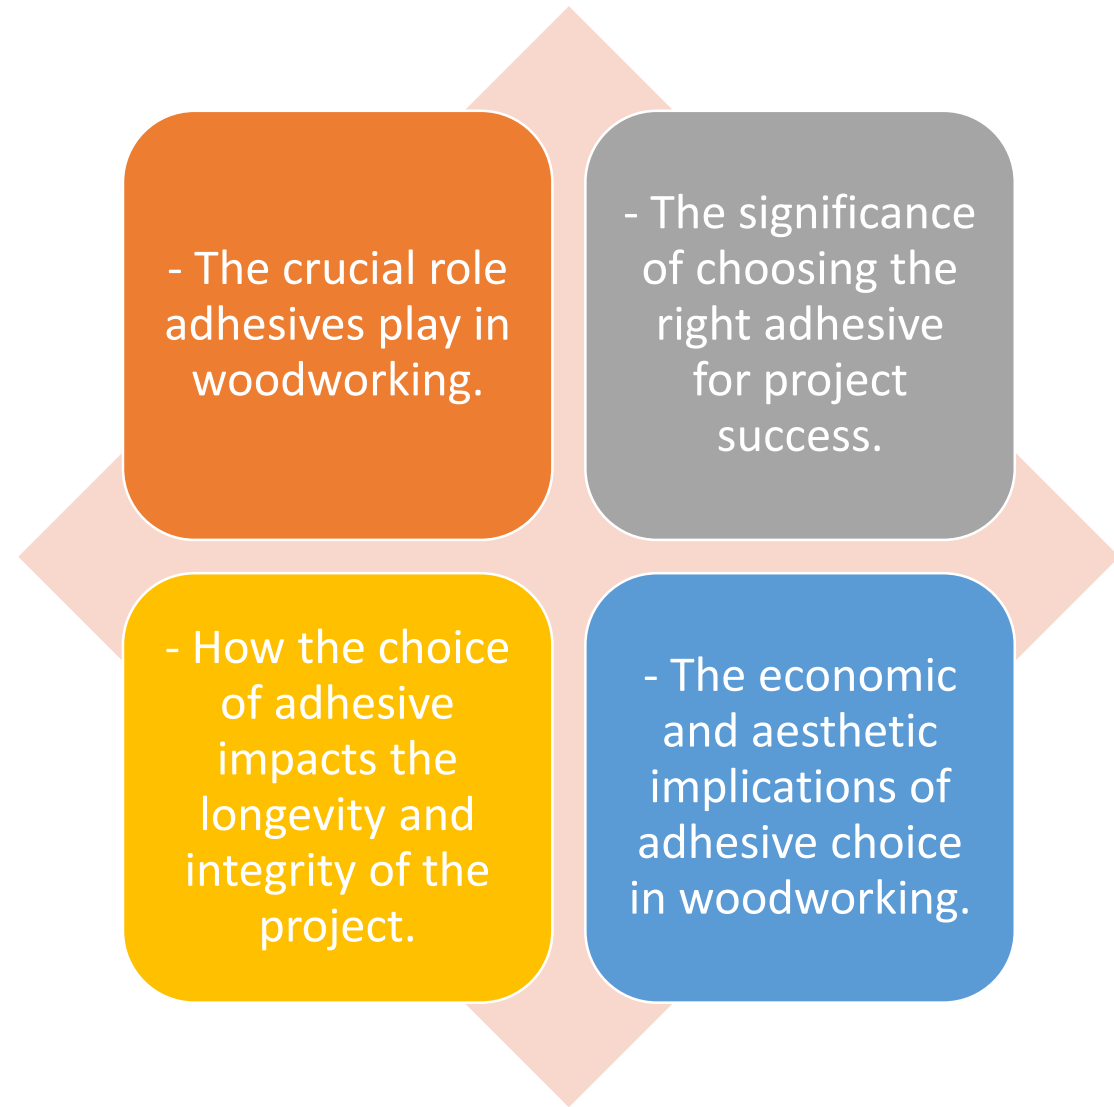 - The crucial role
adhesives play in
woodworking.
- The significance
of choosing the
right adhesive
for project
success.
- How the choice
of adhesive
impacts the
longevity and
integrity of the
project.
- The economic
and aesthetic
implications of
adhesive choice
in woodworking.